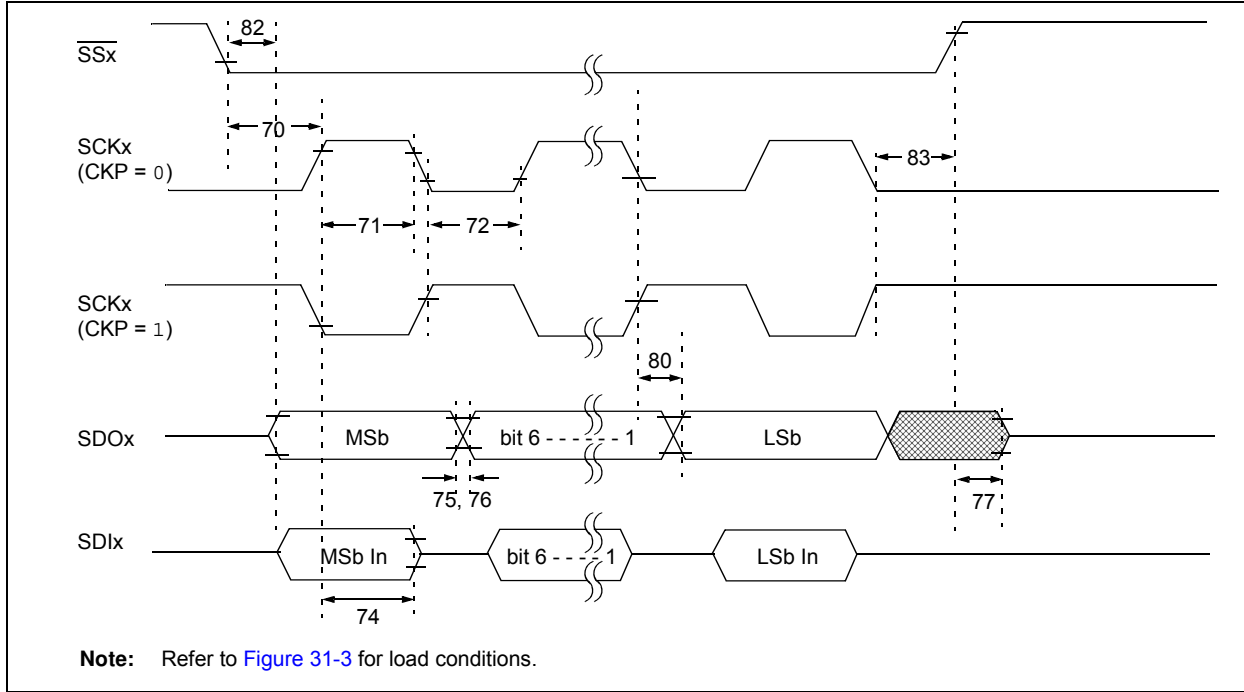 82
SSx
70
SCKx
(CKP = 0)
83
71
72
SCKx
(CKP = 1)
80
SDOx
MSb
bit 6 - - - - - - 1
LSb
75, 76
77
SDIx
MSb In
bit 6 - - - - 1
LSb In
74
Note: Refer to Figure 31-3 for load conditions.